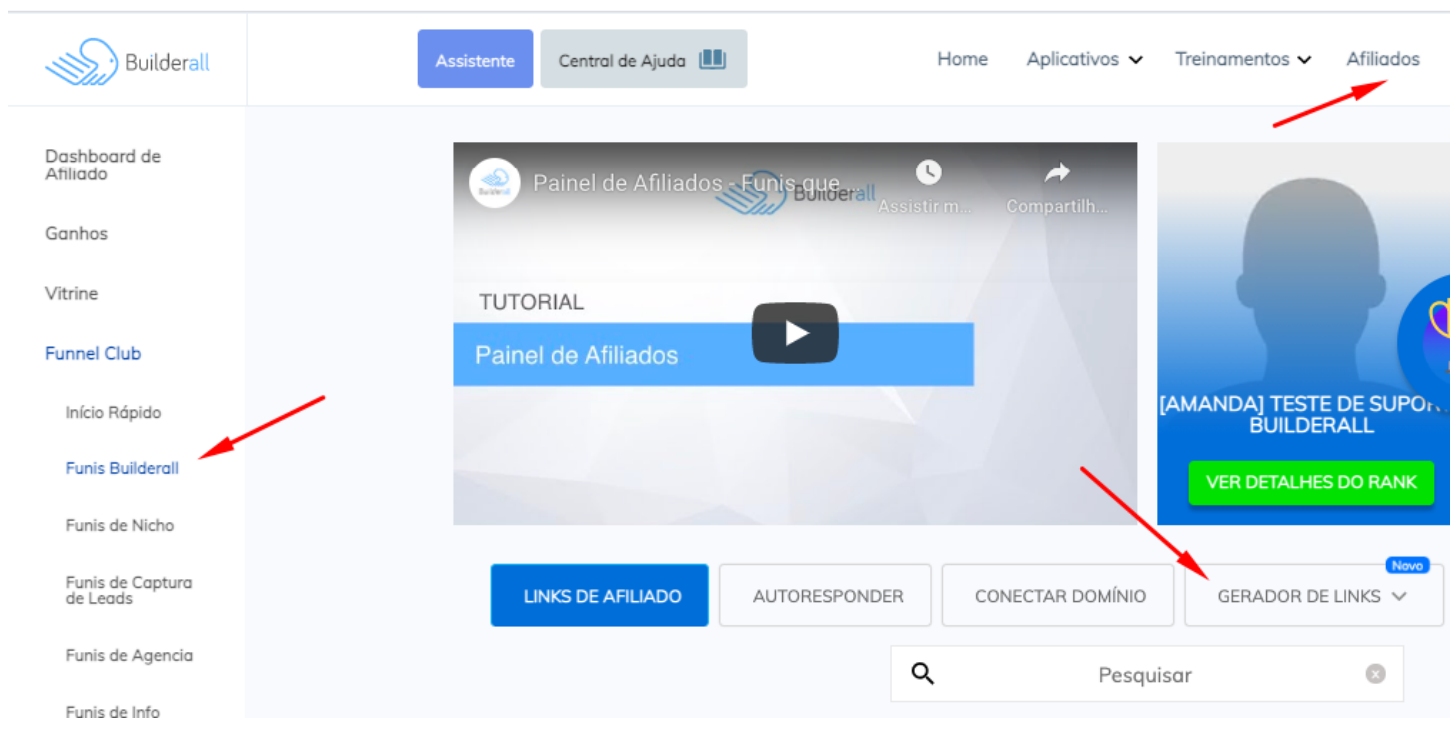 Builderall
Assistente
Central de Ajuda
Home
Aplicativos
Treinamentos
Afiliados
Dashboard de
Afiliado
Ganhos
Vitrine
Funnel Club
Início Rápido
Funis Builderall
Funis de Nicho
Funis de Captura
de Leads
Funis de Agencia
Funis de Info
Painel de Afiliados - Funis que...
Builderall
Assistir m...
Compartilh...
TUTORIAL
Painel de Afiliados
[AMANDA] TESTE DE SUPOR
BUILDERALL
VER DETALHES DO RANK
LINKS DE AFILIADO
AUTORESPONDER
CONECTAR DOMÍNIO
Novo
GERADOR DE LINKS
Pesquisar